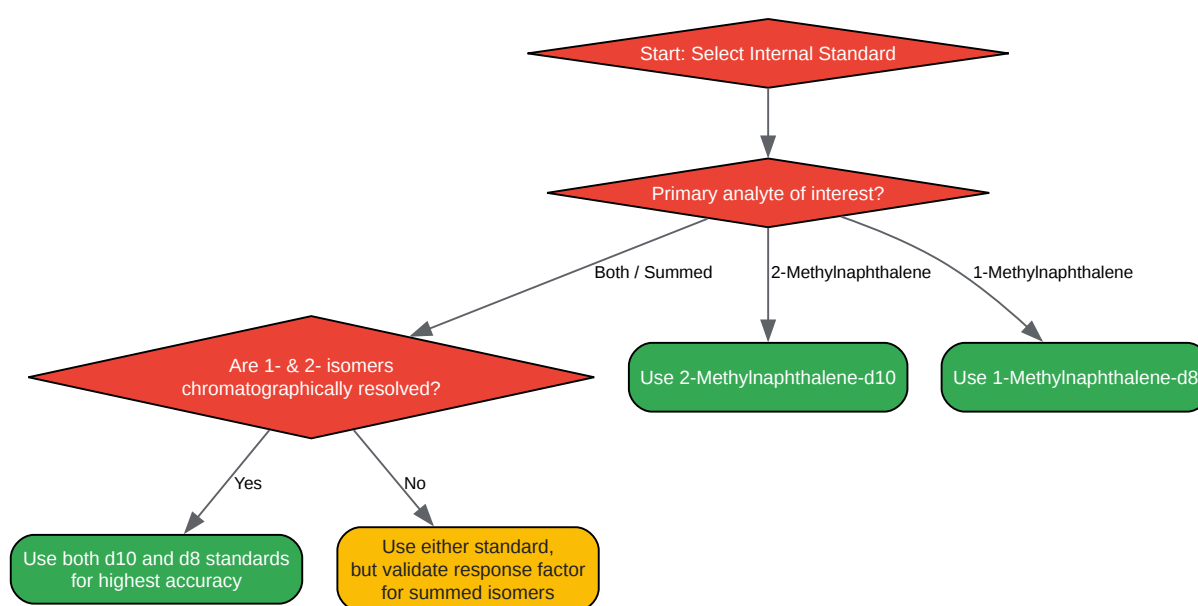 Start: Select Internal Standard
Primary analyte of interest?
Both / Summed
2-Methylnaphthalene
1-Methylnaphthalene
Are 1- & 2- isomers
chromatographically resolved?
Use 2-Methylnaphthalene-d10
Use 1-Methylnaphthalene-d8
Yes
No
Use both d10 and d8 standards
for highest accuracy
Use either standard,
but validate response factor
for summed isomers